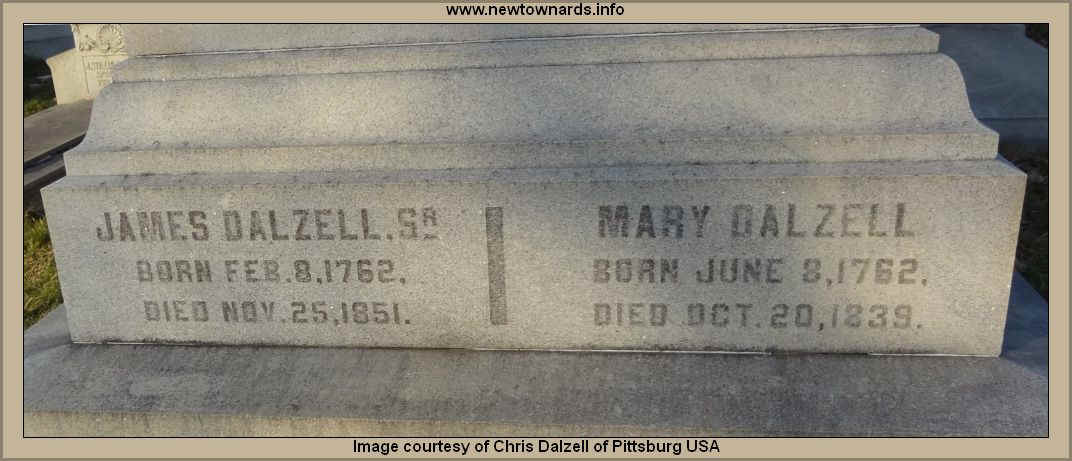 www.newtownards.info
JAMES DALZELL, SR
BORN FEB. 8, 1762,
DIED NOV. 25, 1851.
MARY DALZELL
BORN JUNE 8, 1762,
DIED OCT. 20, 1839.
Image courtesy of Chris Dalzell of Pittsburg USA